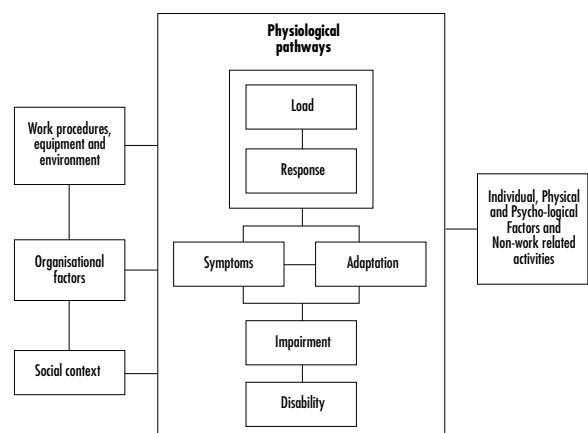 Physiological
pathways
Load
Response
Work procedures,
equipment and
environment
Organisational
factors
Social context
Symptoms
Adaptation
Impairment
Disability
Individual, Physical
and Psycho-logical
Factors and
Non-work related
activities